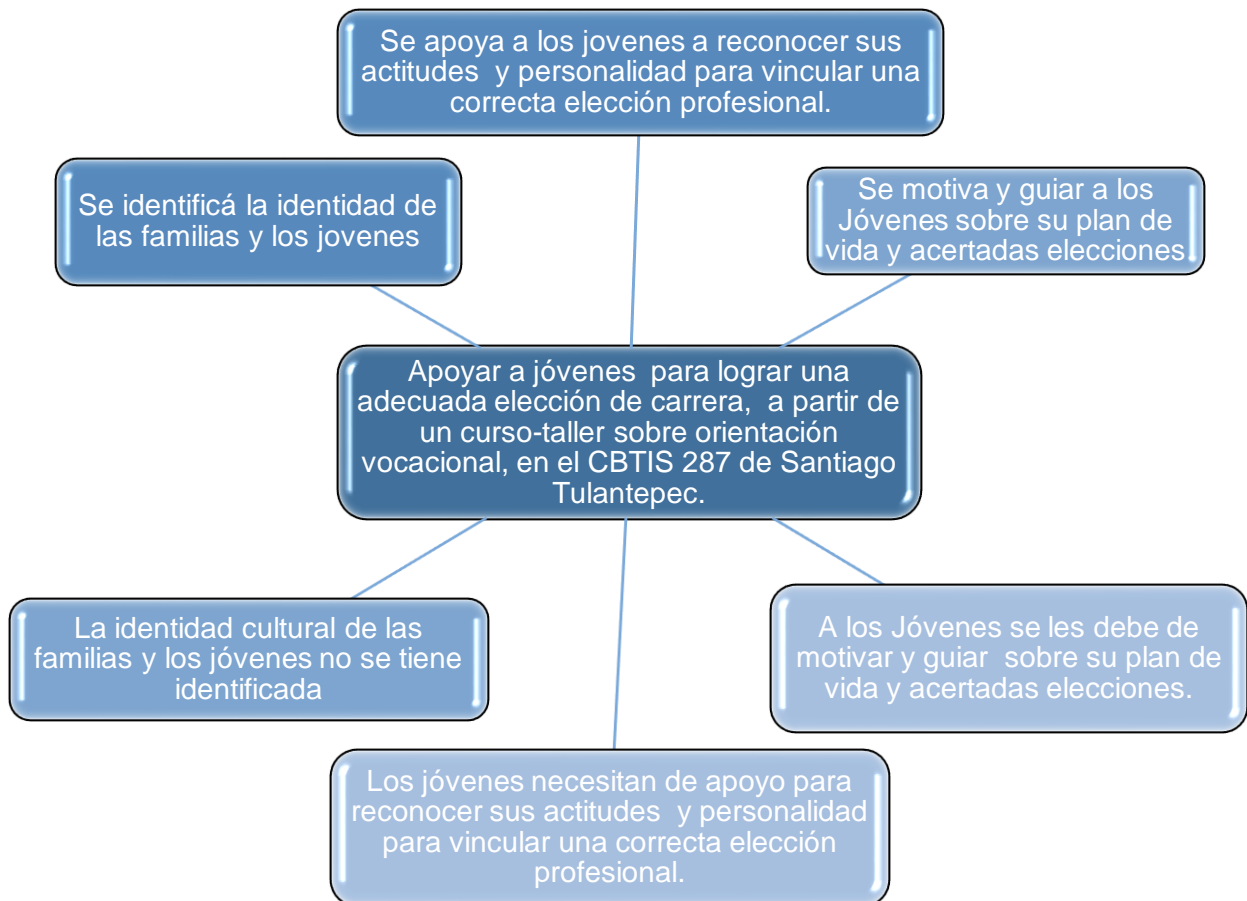 Se apoya a los jovenes a reconocer sus
actitudes  y personalidad para vincular una
correcta elección profesional.
Se identificá la identidad de
las familias y los jovenes
Se motiva y guiar a los
Jóvenes sobre su plan de
vida y acertadas elecciones
Apoyar a jóvenes  para lograr una
adecuada elección de carrera,  a partir de
un curso-taller sobre orientación
vocacional, en el CBTIS 287 de Santiago
Tulantepec.
La identidad cultural de las
familias y los jóvenes no se tiene
identificada
A los Jóvenes se les debe de
motivar y guiar  sobre su plan de
vida y acertadas elecciones.
Los jóvenes necesitan de apoyo para
reconocer sus actitudes  y personalidad
para vincular una correcta elección
profesional.